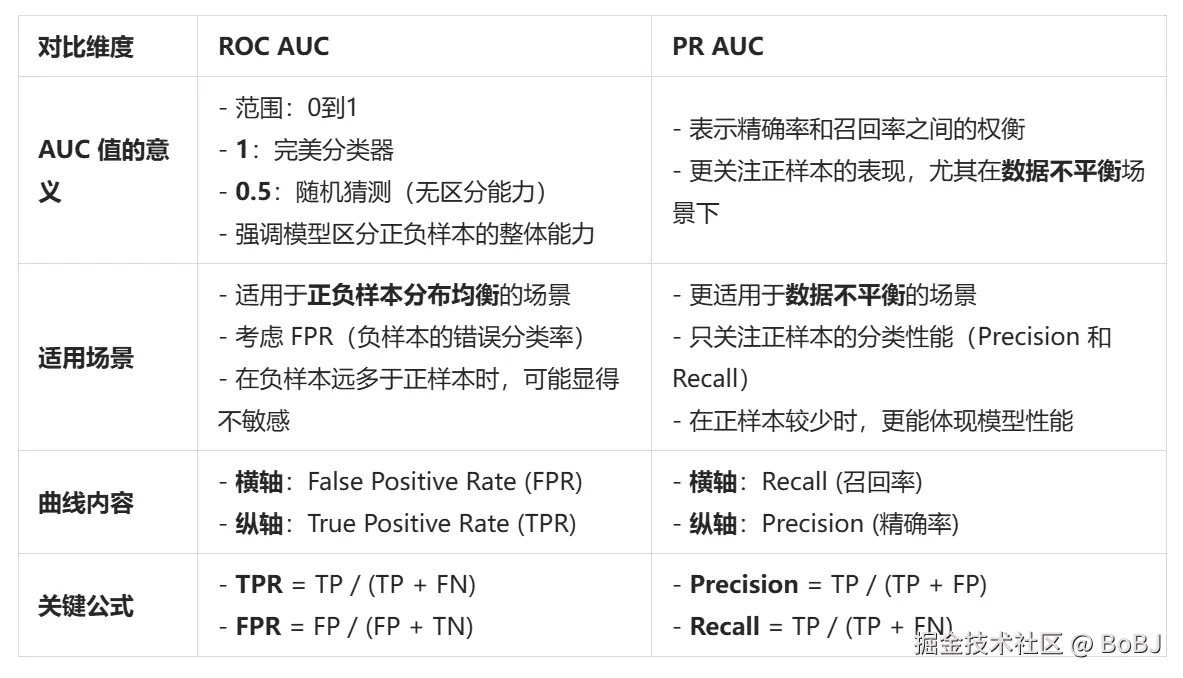 对比维度 ROC AUC PR AUC
AUC 值的意义
- 范围：0到1
- 1：完美分类器
- 0.5：随机猜测（无区分能力）
- 强调模型区分正负样本的整体能力
- 表示精确率和召回率之间的权衡
- 更关注正样本的表现，尤其在数据不平衡场
景下
适用场景
- 适用于正负样本分布均衡的场景
- 考虑 FPR（负样本的错误分类率）
- 在负样本远多于正样本时，可能显得
不敏感
- 更适用于数据不平衡的场景
- 只关注正样本的分类性能（Precision 和
Recall）
- 在正样本较少时，更能体现模型性能
曲线内容
- 横轴：False Positive Rate (FPR)
- 纵轴：True Positive Rate (TPR)
- 横轴：Recall (召回率)
- 纵轴：Precision (精确率)
关键公式
- TPR = TP / (TP + FN)
- FPR = FP / (FP + TN)
- Precision = TP / (TP + FP)
- Recall = TP / (TP + FN)
掘金技术社区 @ BoBJ